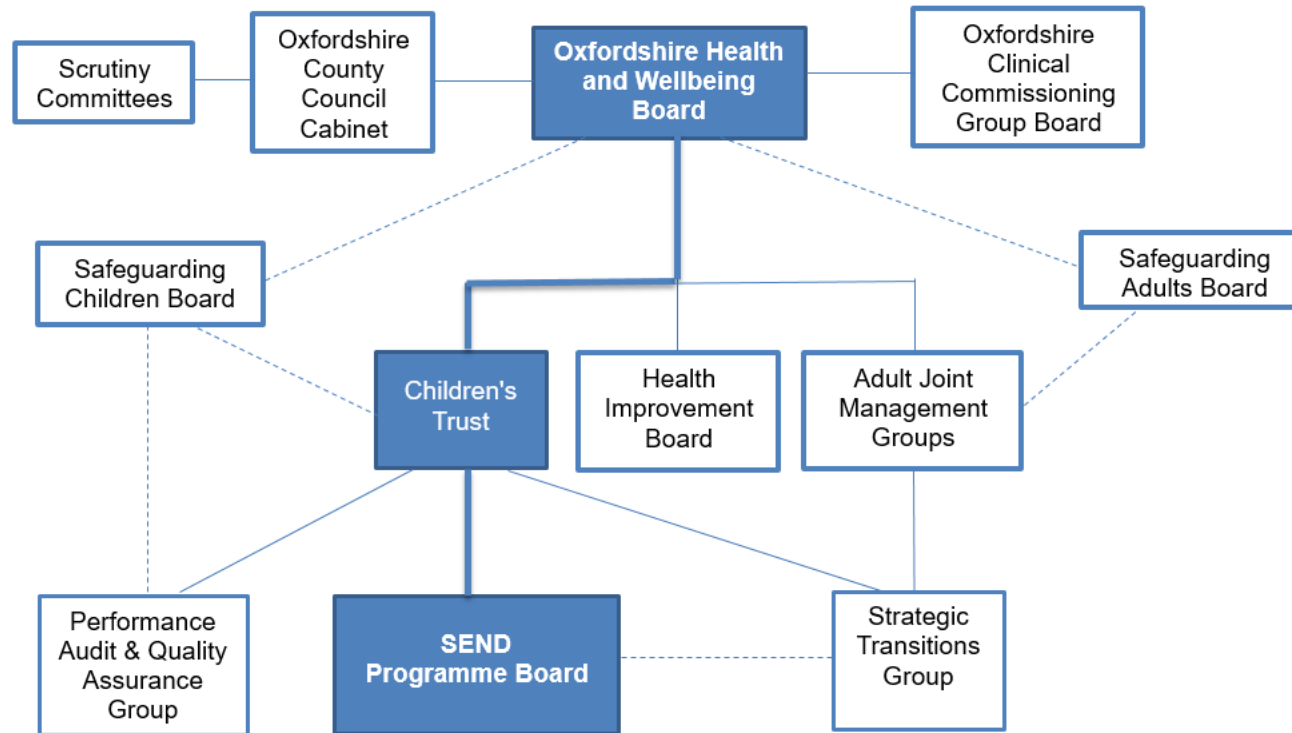 Scrutiny
Committees
Oxfordshire
County
Council
Cabinet
Oxfordshire Health
and Wellbeing
Board
Oxfordshire
Clinical
Commissioning
Group Board
Safeguarding
Children Board
Safeguarding
Adults Board
Children's
Trust
Health
Improvement
Board
Adult Joint
Management
Groups
Performance
Audit & Quality
Assurance
Group
SEND
Programme Board
Strategic
Transitions
Group